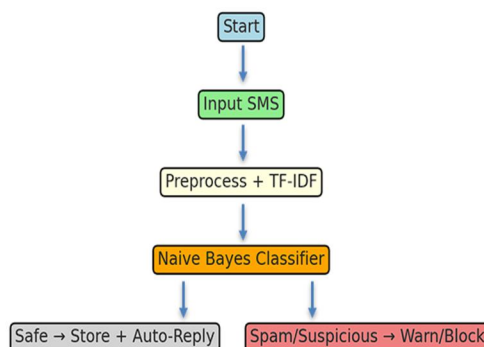 Start
Input SMS
Preprocess + TF-IDF
Naive Bayes Classifier
Safe → Store + Auto-Reply
Spam/Suspicious → Warn/Block